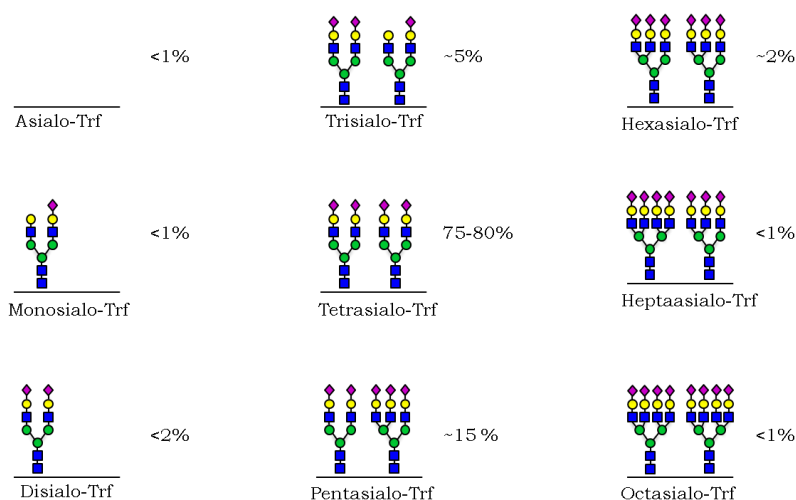 <1%
Asialo-Trf
~5%
Trisialo-Trf
~2%
Hexasialo-Trf
<1%
Monosialo-Trf
75-80%
Tetrasialo-Trf
<1%
Heptaasialo-Trf
<2%
Disialo-Trf
~15 %
Pentasialo-Trf
<1%
Octasialo-Trf